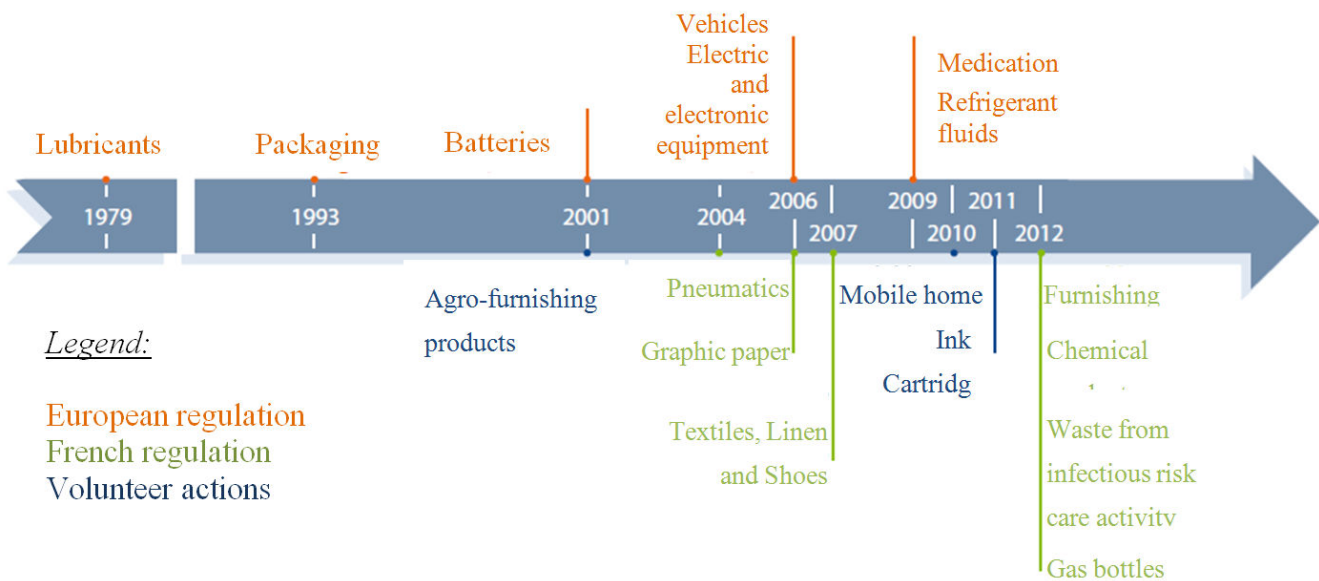 Vehicles
Electric
and
electronic
equipment
Medication
Refrigerant
fluids
Lubricants
Packaging
Batteries
1979
1993
2001
2004
2006
2007
2009
2010
2011
2012
Agro-furnishing
products
Pneumatics
Graphic paper
Textiles, Linen
and Shoes
Mobile home
Ink
Cartridg
Furnishing
Chemical
Waste from
infectious risk
care activity
Gas bottles
Legend:
European regulation
French regulation
Volunteer actions